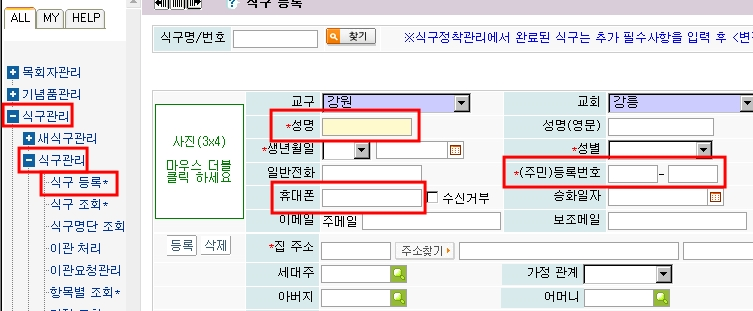 식구 등록
ALL MY HELP
식구명/번호 찾기 ※식구정착관리에서 완료된 식구는 추가 필수사항을 입력 후 <변
목회자관리
기념품관리
식구관리
새식구관리
식구관리
식구 등록*
식구 조회*
식구명단 조회
이관 처리
이관요청관리
항목별 조회*
사진(3x4)
마우스 더블
클릭 하세요
등록 삭제
교구 강원 교회 강릉
*성명 성명(영문)
*생년월일 *성별
일반전화 *(주민)등록번호 -
휴대폰 수신거부 승화일자
이메일 주메일 보조메일
*집 주소 주소찾기
세대주 가정 관계
아버지 어머니